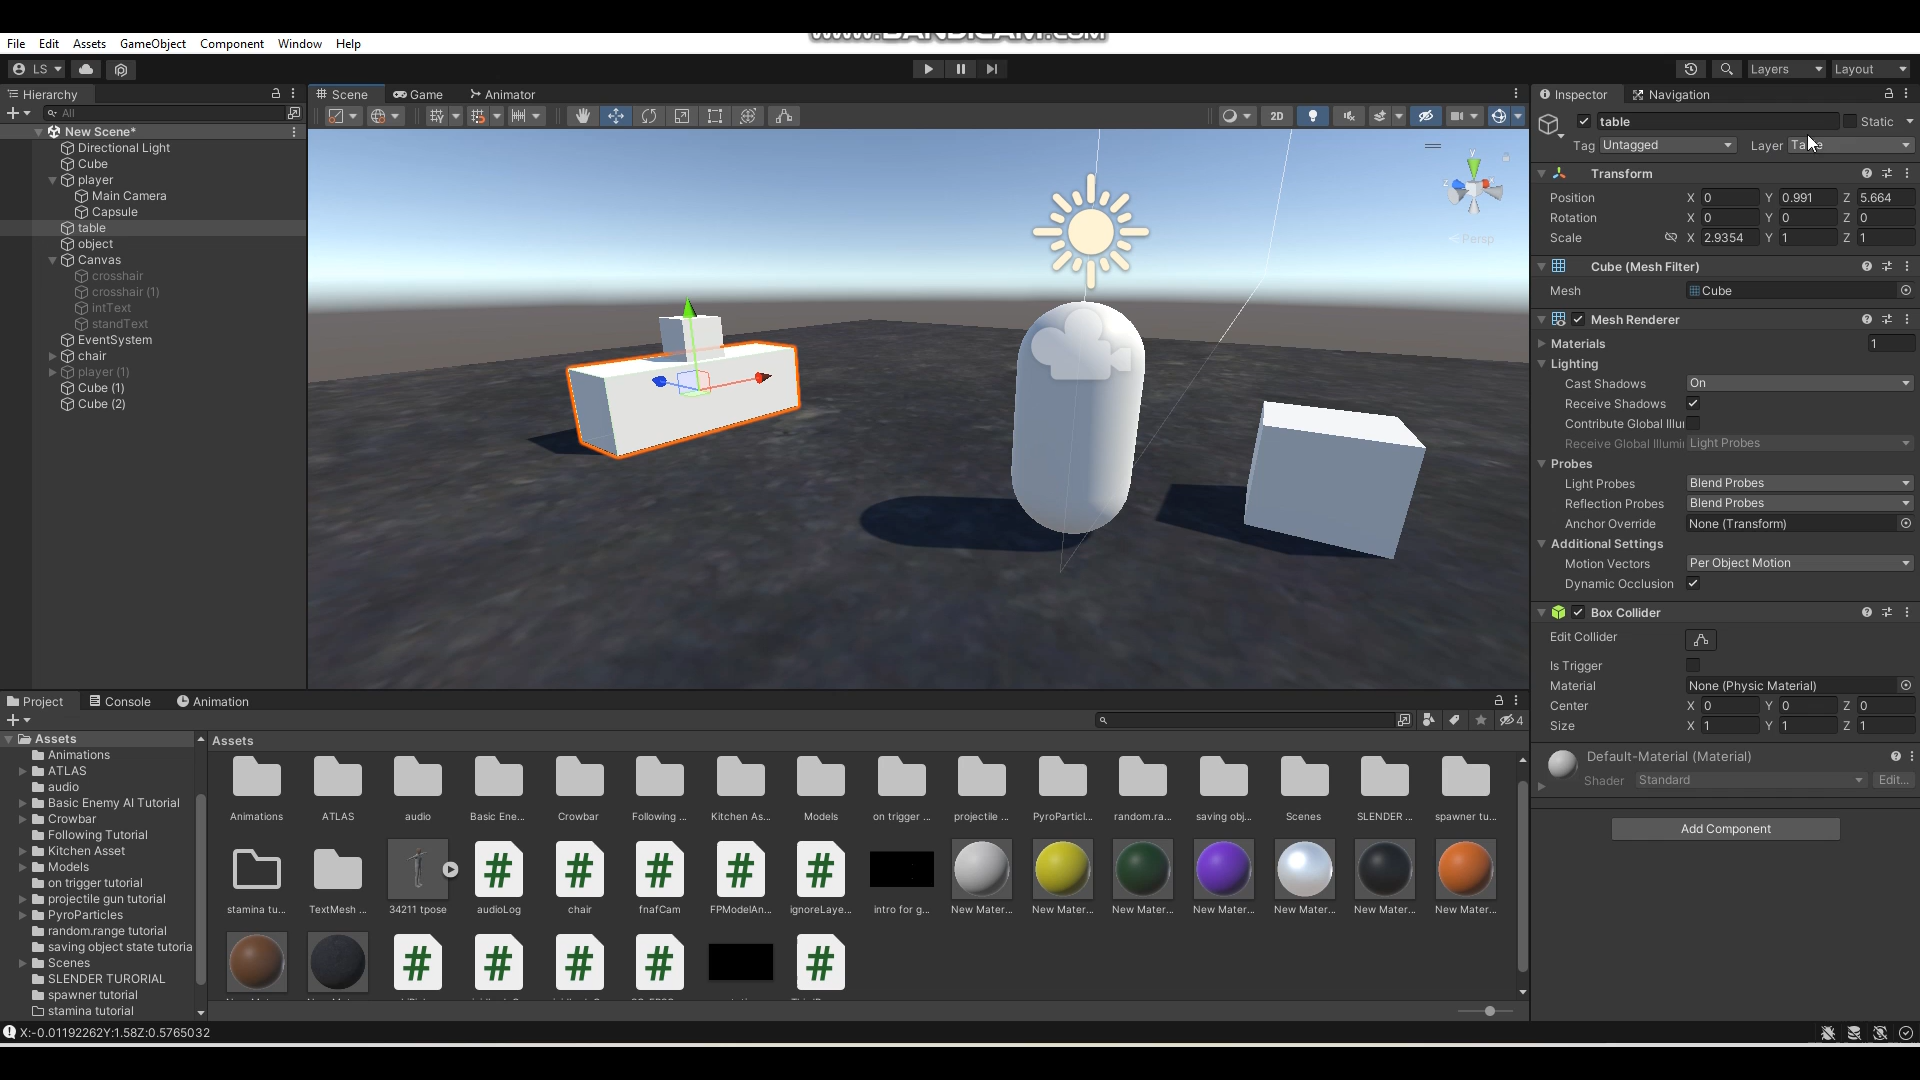 www.BANDICAM.com
File Edit Assets GameObject Component Window Help
LS Layers Layout
Hierarchy
All
New Scene*
Directional Light
Cube
player
Main Camera
Capsule
table
object
Canvas
crosshair
crosshair (1)
intText
standText
EventSystem
chair
player (1)
Cube (1)
Cube (2)
Scene Game Animator
2D
y
Persp
Inspector Navigation
table Static
Tag Untagged Layer Table
Transform
Position X 0 Y 0.991 Z 5.664
Rotation X 0 Y 0 Z 0
Scale X 2.9354 Y 1 Z 1
Cube (Mesh Filter)
Mesh Cube
Mesh Renderer
Materials 1
Lighting
Cast Shadows On
Receive Shadows
Contribute Global Illu
Receive Global Illumi Light Probes
Probes
Light Probes Blend Probes
Reflection Probes Blend Probes
Anchor Override None (Transform)
Additional Settings
Motion Vectors Per Object Motion
Dynamic Occlusion
Box Collider
Edit Collider
Is Trigger
Material None (Physic Material)
Center X 0 Y 0 Z 0
Size X 1 Y 1 Z 1
Default-Material (Material)
Shader Standard Edit...
Add Component
Project Console Animation
4
Assets
Animations
ATLAS
audio
Basic Enemy AI Tutorial
Crowbar
Following Tutorial
Kitchen Asset
Models
on trigger tutorial
projectile gun tutorial
PyroParticles
random.range tutorial
saving object state tutoria
Scenes
SLENDER TURORIAL
spawner tutorial
stamina tutorial
Assets
Animations ATLAS audio Basic Ene... Crowbar Following ... Kitchen As... Models on trigger ... projectile ... PyroParticl... random.ra... saving obj... Scenes SLENDER ... spawner tu...
stamina tu... TextMesh ... 34211 tpose audioLog chair fnafCam FPModelAn... ignoreLaye... intro for g... New Mater... New Mater... New Mater... New Mater... New Mater... New Mater... New Mater...
X:-0.01192262Y:1.58Z:0.5765032